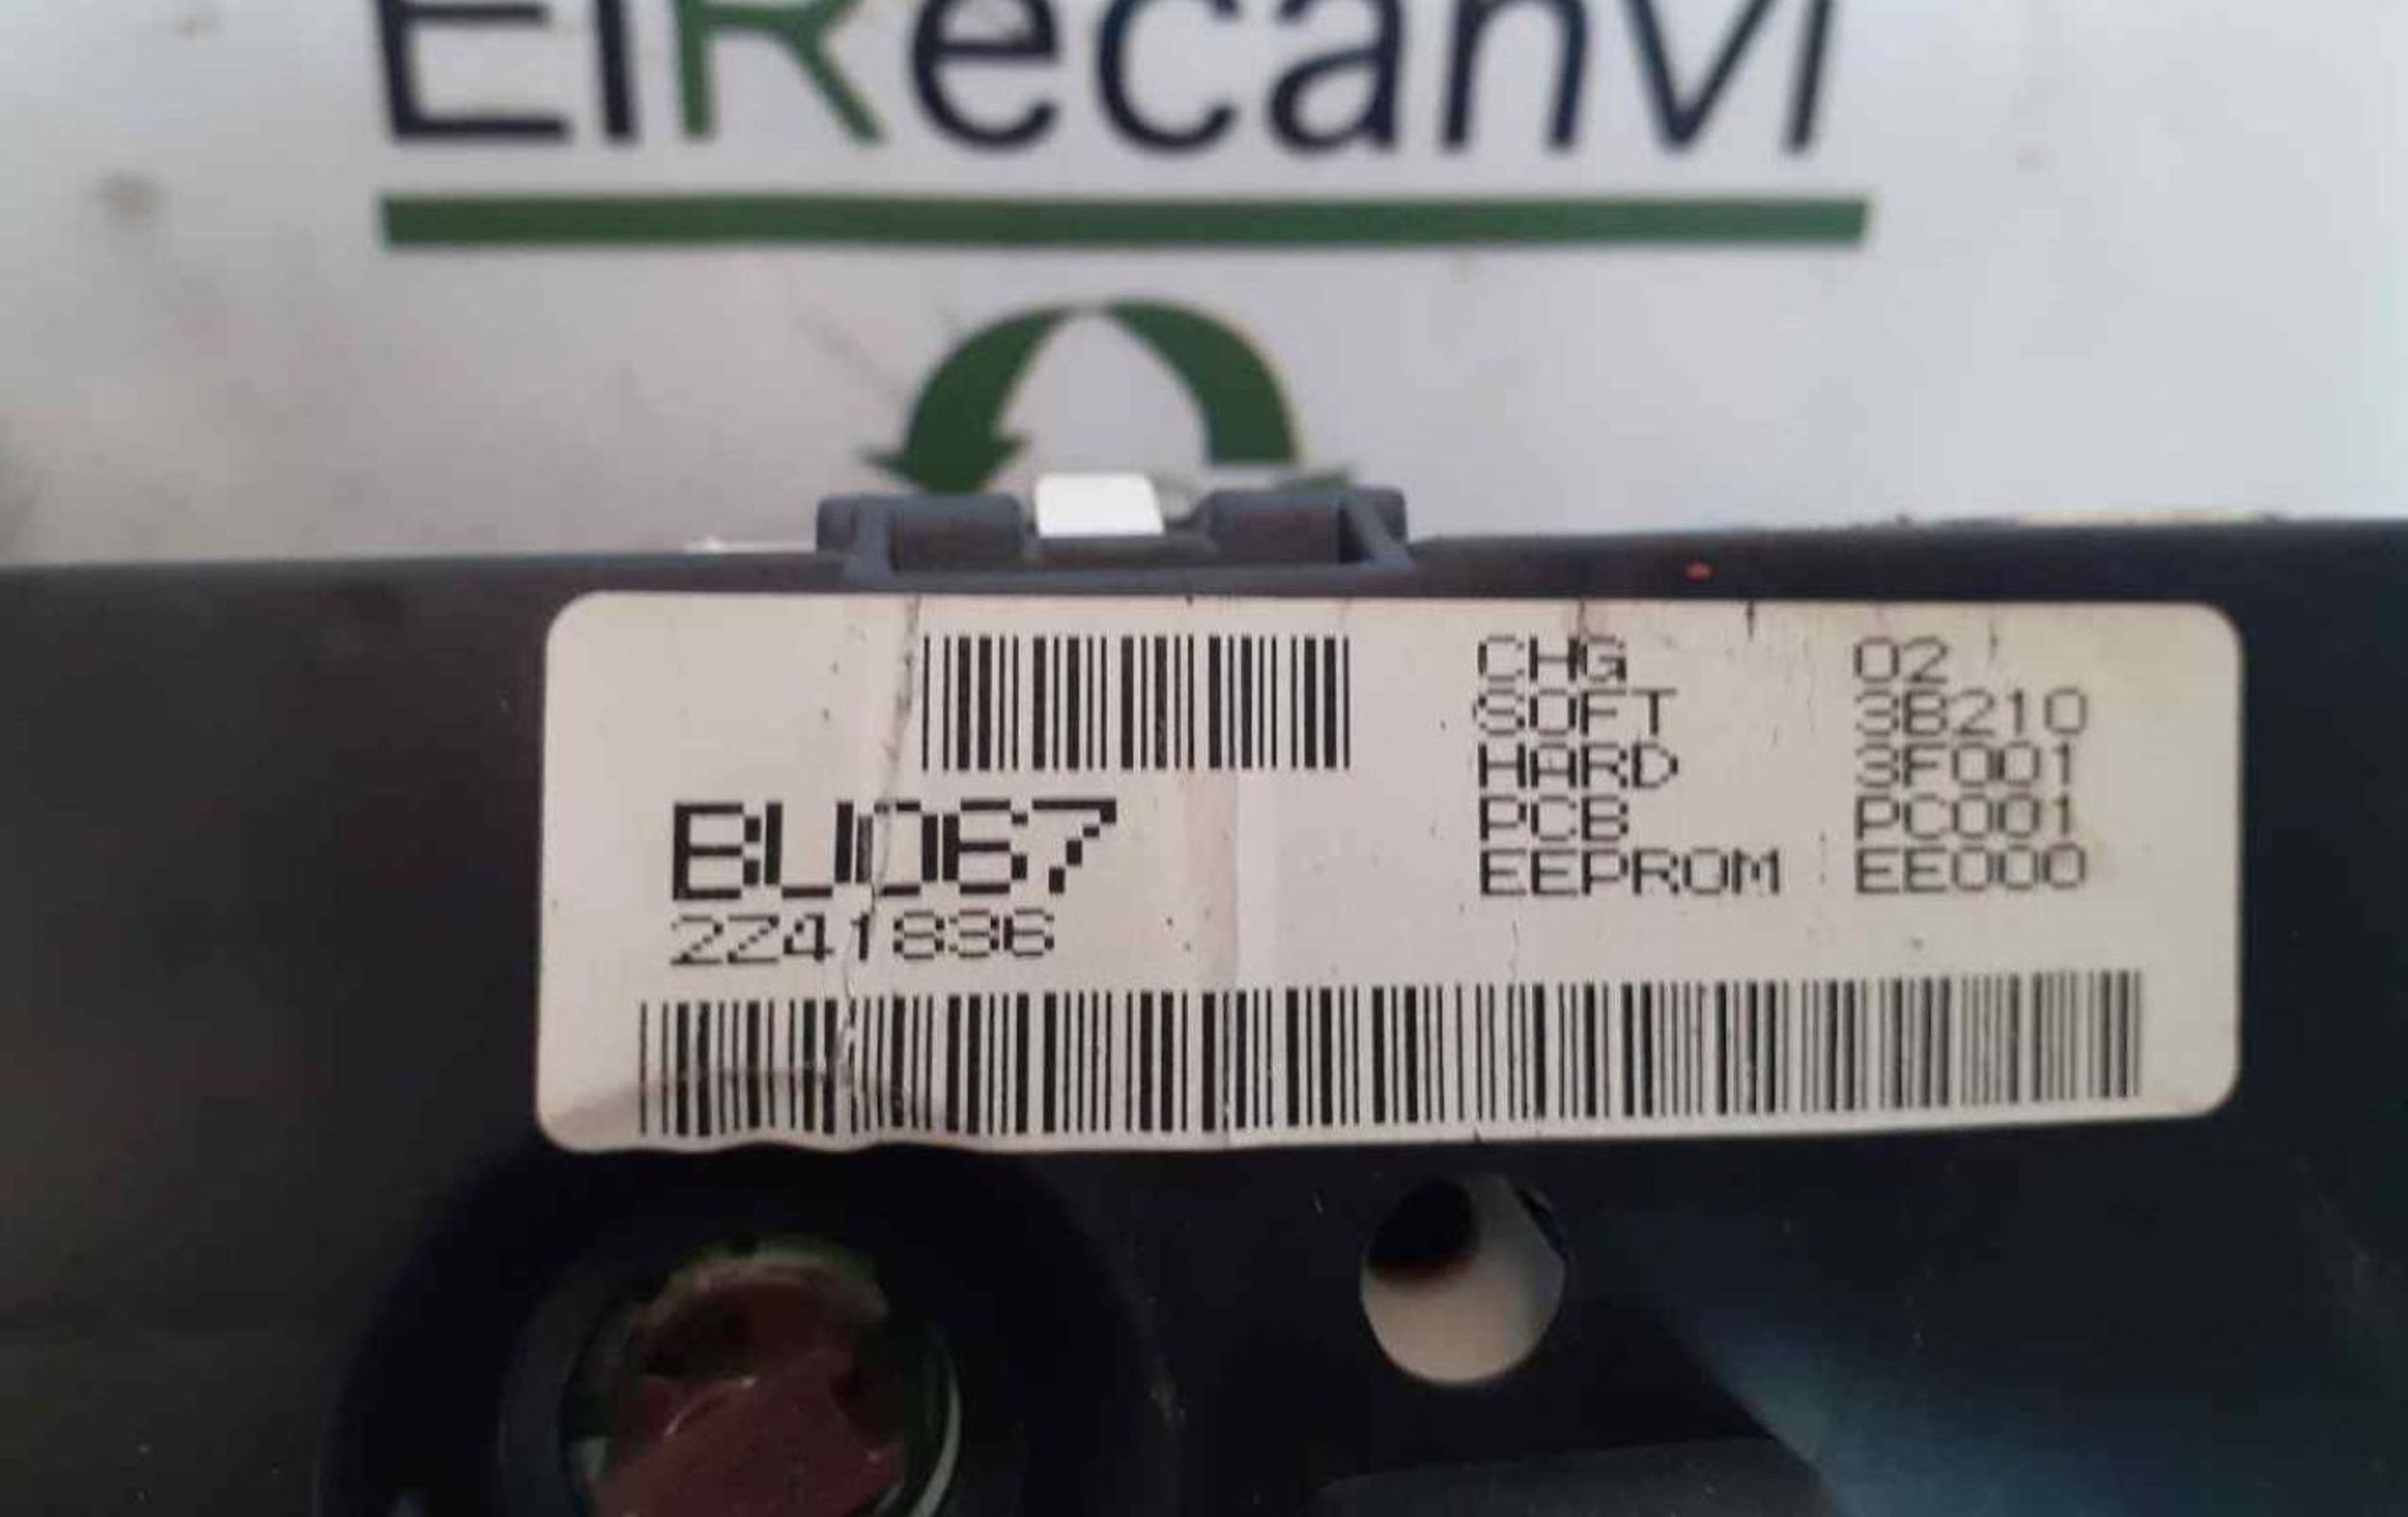 ElRecanvi
BU067
2Z41836
CHG 02
SOFT 3B210
HARD 3F001
PCB PC001
EEPROM EE000